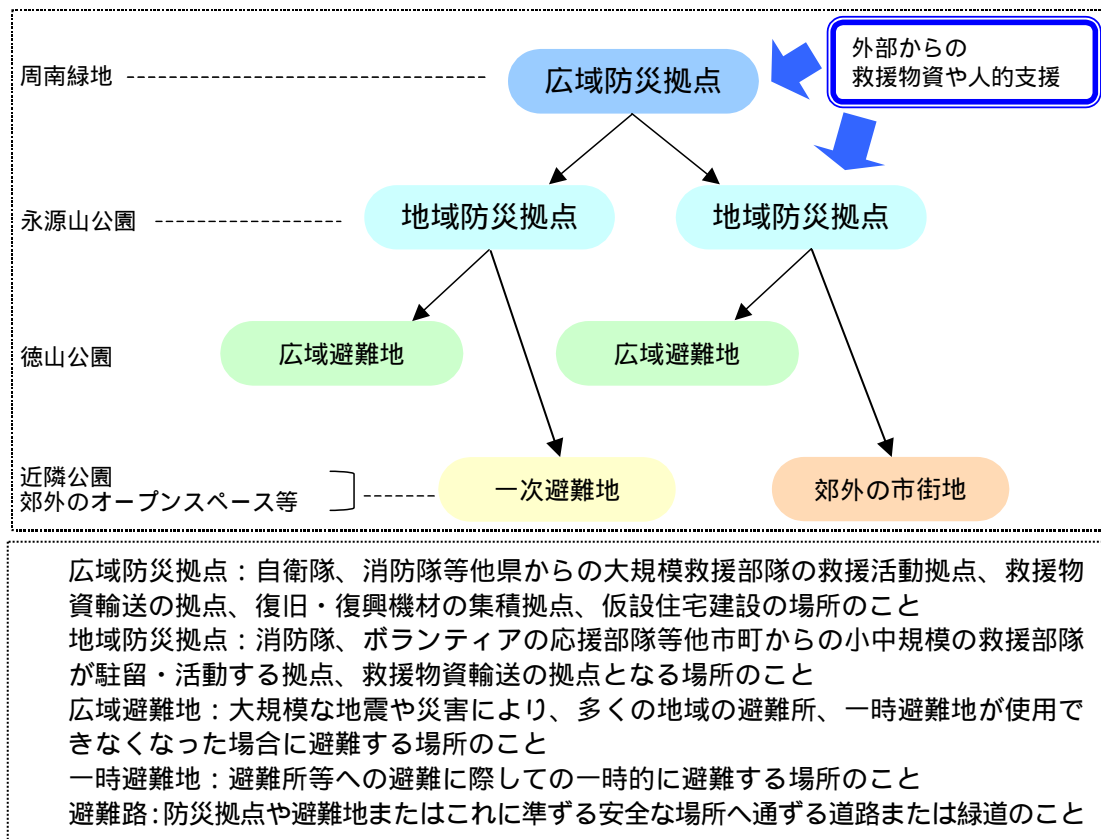 外部からの
救援物資や人的支援
周南緑地
広域防災拠点
永源山公園
地域防災拠点
地域防災拠点
徳山公園
広域避難地
広域避難地
近隣公園
郊外のオープンスペース等
一次避難地
郊外の市街地
広域防災拠点：自衛隊、消防隊等他県からの大規模救援部隊の救援活動拠点、救援物
資輸送の拠点、復旧・復興機材の集積拠点、仮設住宅建設の場所のこと
地域防災拠点：消防隊、ボランティアの応援部隊等他市町からの小中規模の救援部隊
が駐留・活動する拠点、救援物資輸送の拠点となる場所のこと
広域避難地：大規模な地震や災害により、多くの地域の避難所、一時避難地が使用で
きなくなった場合に避難する場所のこと
一時避難地：避難所等への避難に際しての一時的に避難する場所のこと
避難路：防災拠点や避難地またはこれに準ずる安全な場所へ通ずる道路または緑道のこと